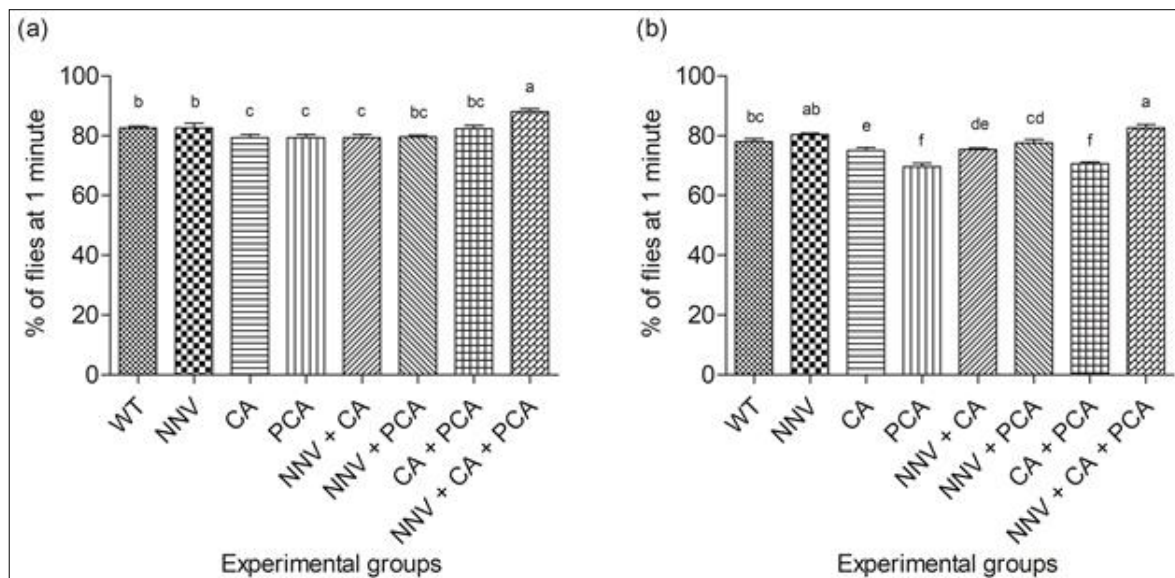 (a)
% of flies at 1 minute
100
80
60
40
20
0
b
b
c
c
c
bc
bc
a
WT
NNV
CA
PCA
NNV + CA
NNV + PCA
CA + PCA
NNV + CA + PCA
Experimental groups
(b)
% of flies at 1 minute
100
80
60
40
20
0
bc
ab
e
f
de
cd
f
a
WT
NNV
CA
PCA
NNV + CA
NNV + PCA
CA + PCA
NNV + CA + PCA
Experimental groups